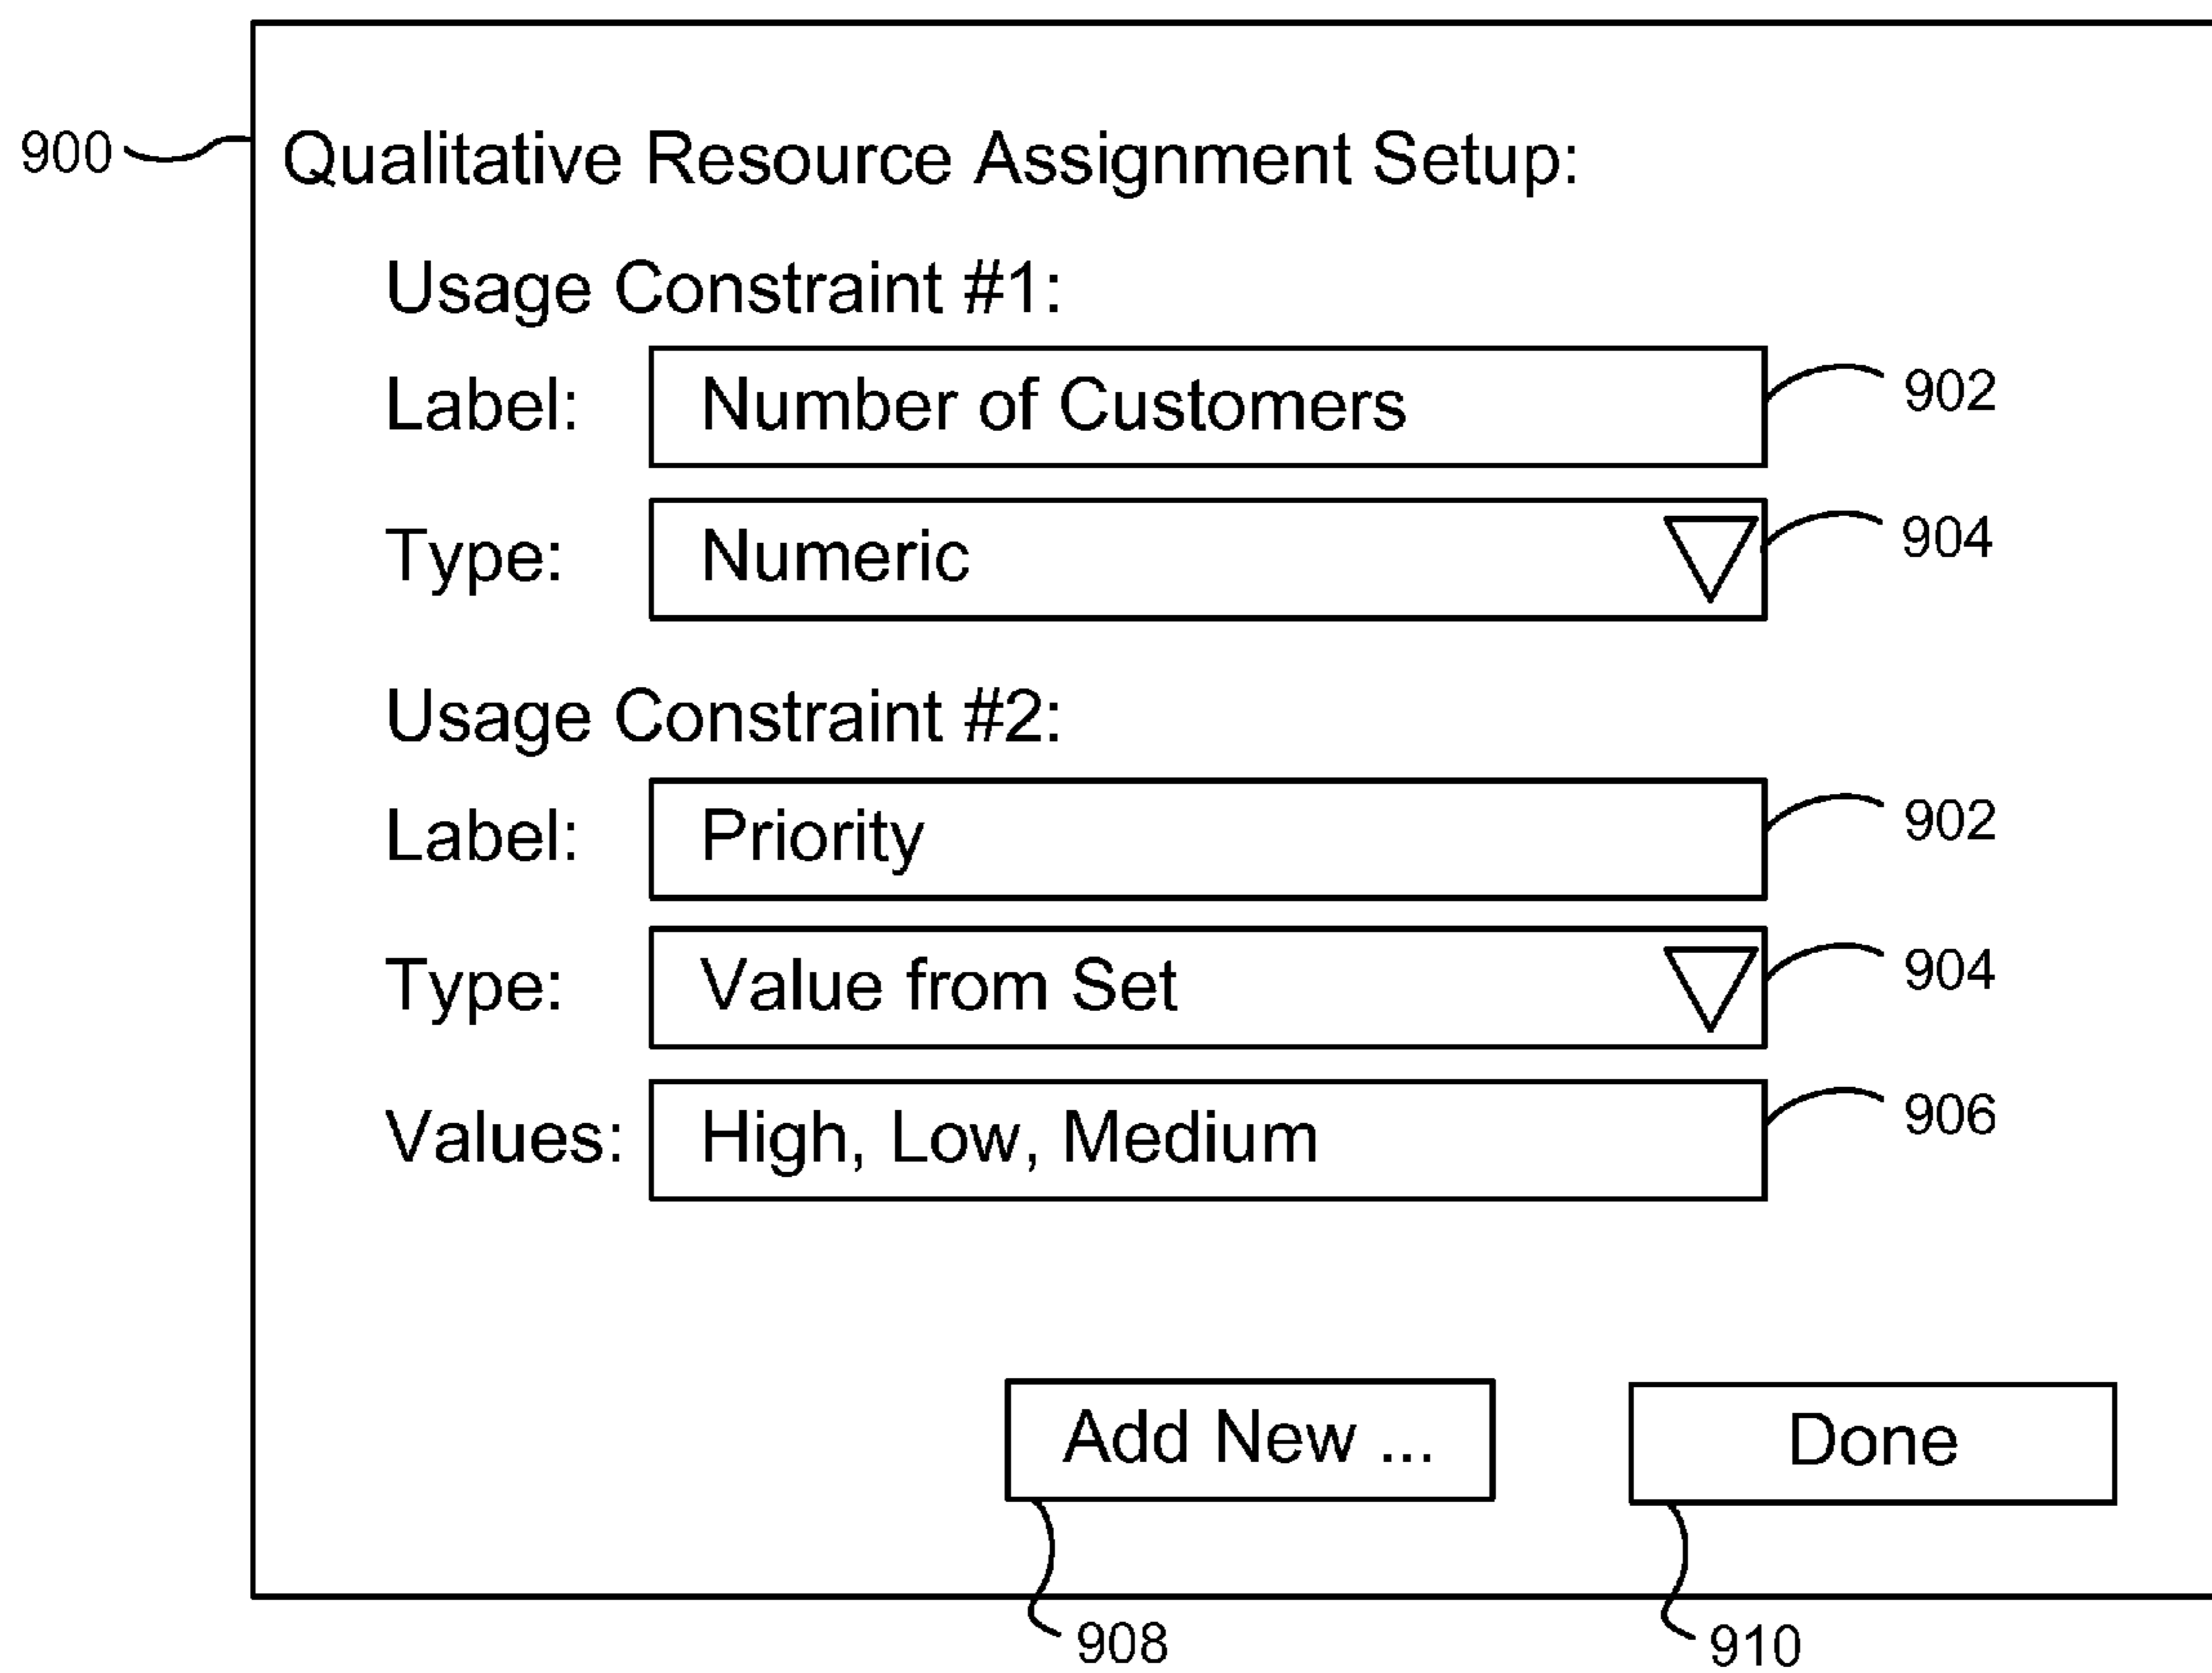 900 Qualitative Resource Assignment Setup:
Usage Constraint #1:
Label: Number of Customers 902
Type: Numeric 904
Usage Constraint #2:
Label: Priority 902
Type: Value from Set 904
Values: High, Low, Medium 906
Add New ... Done
908 910